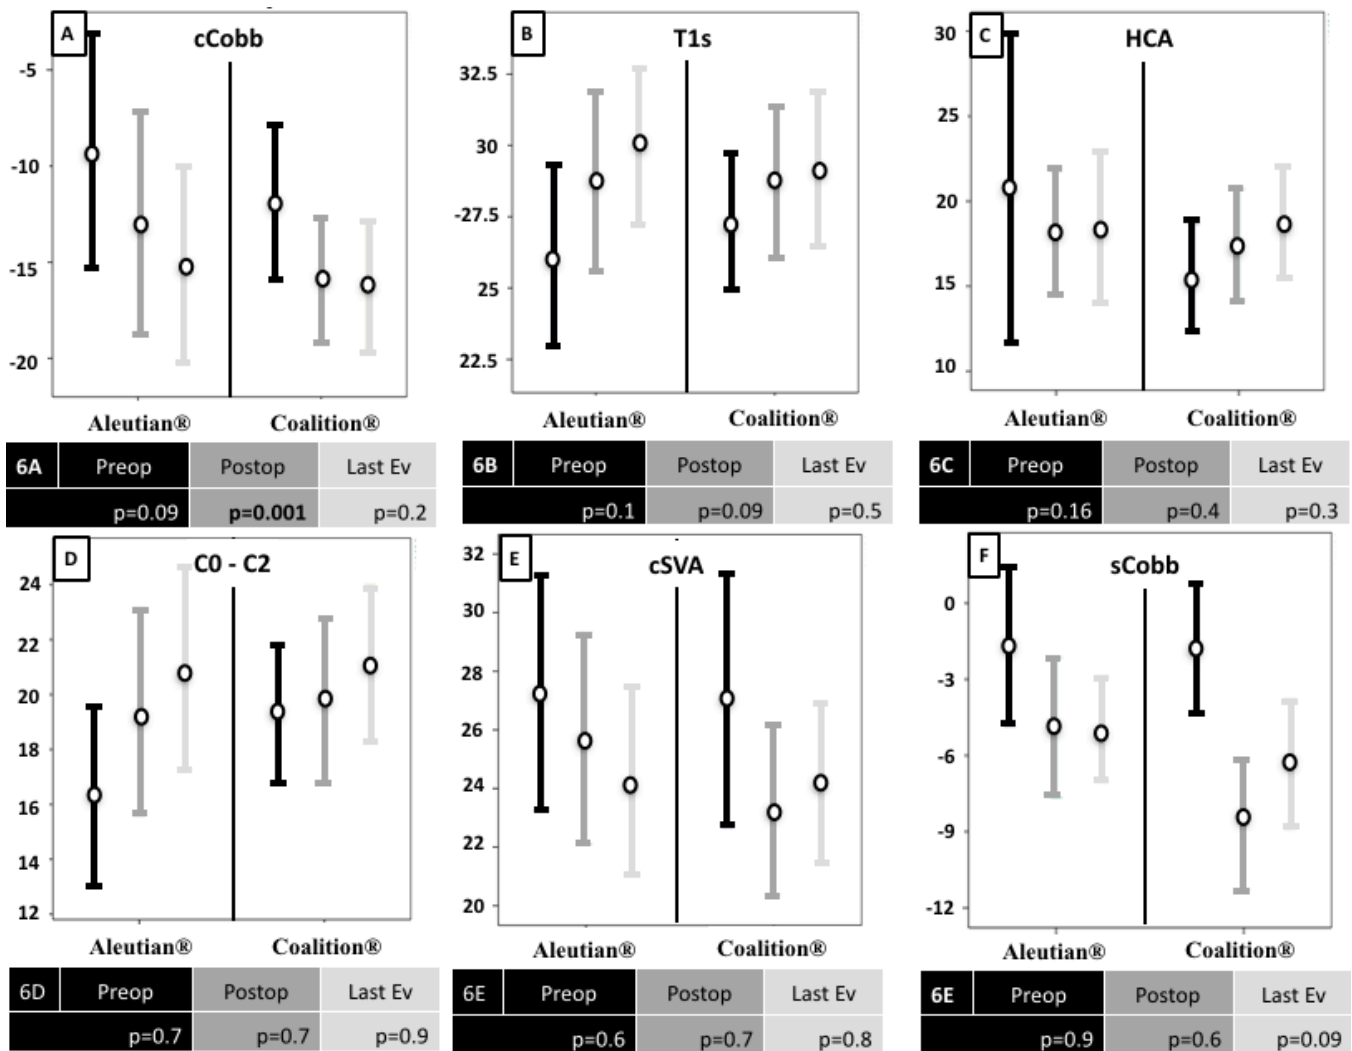 A
cCobb
-5
-10
-15
-20
Aleutian® Coalition®
6A Preop Postop Last Ev
p=0.09 p=0.001 p=0.2
B
T1s
32.5
30
-27.5
25
22.5
Aleutian® Coalition®
6B Preop Postop Last Ev
p=0.1 p=0.09 p=0.5
C
HCA
30
25
20
15
10
Aleutian® Coalition®
6C Preop Postop Last Ev
p=0.16 p=0.4 p=0.3
D
C0 - C2
24
22
20
18
16
14
12
Aleutian® Coalition®
6D Preop Postop Last Ev
p=0.7 p=0.7 p=0.9
E
cSVA
32
30
28
26
24
22
20
Aleutian® Coalition®
6E Preop Postop Last Ev
p=0.6 p=0.7 p=0.8
F
sCobb
0
-3
-6
-9
-12
Aleutian® Coalition®
6E Preop Postop Last Ev
p=0.9 p=0.6 p=0.09